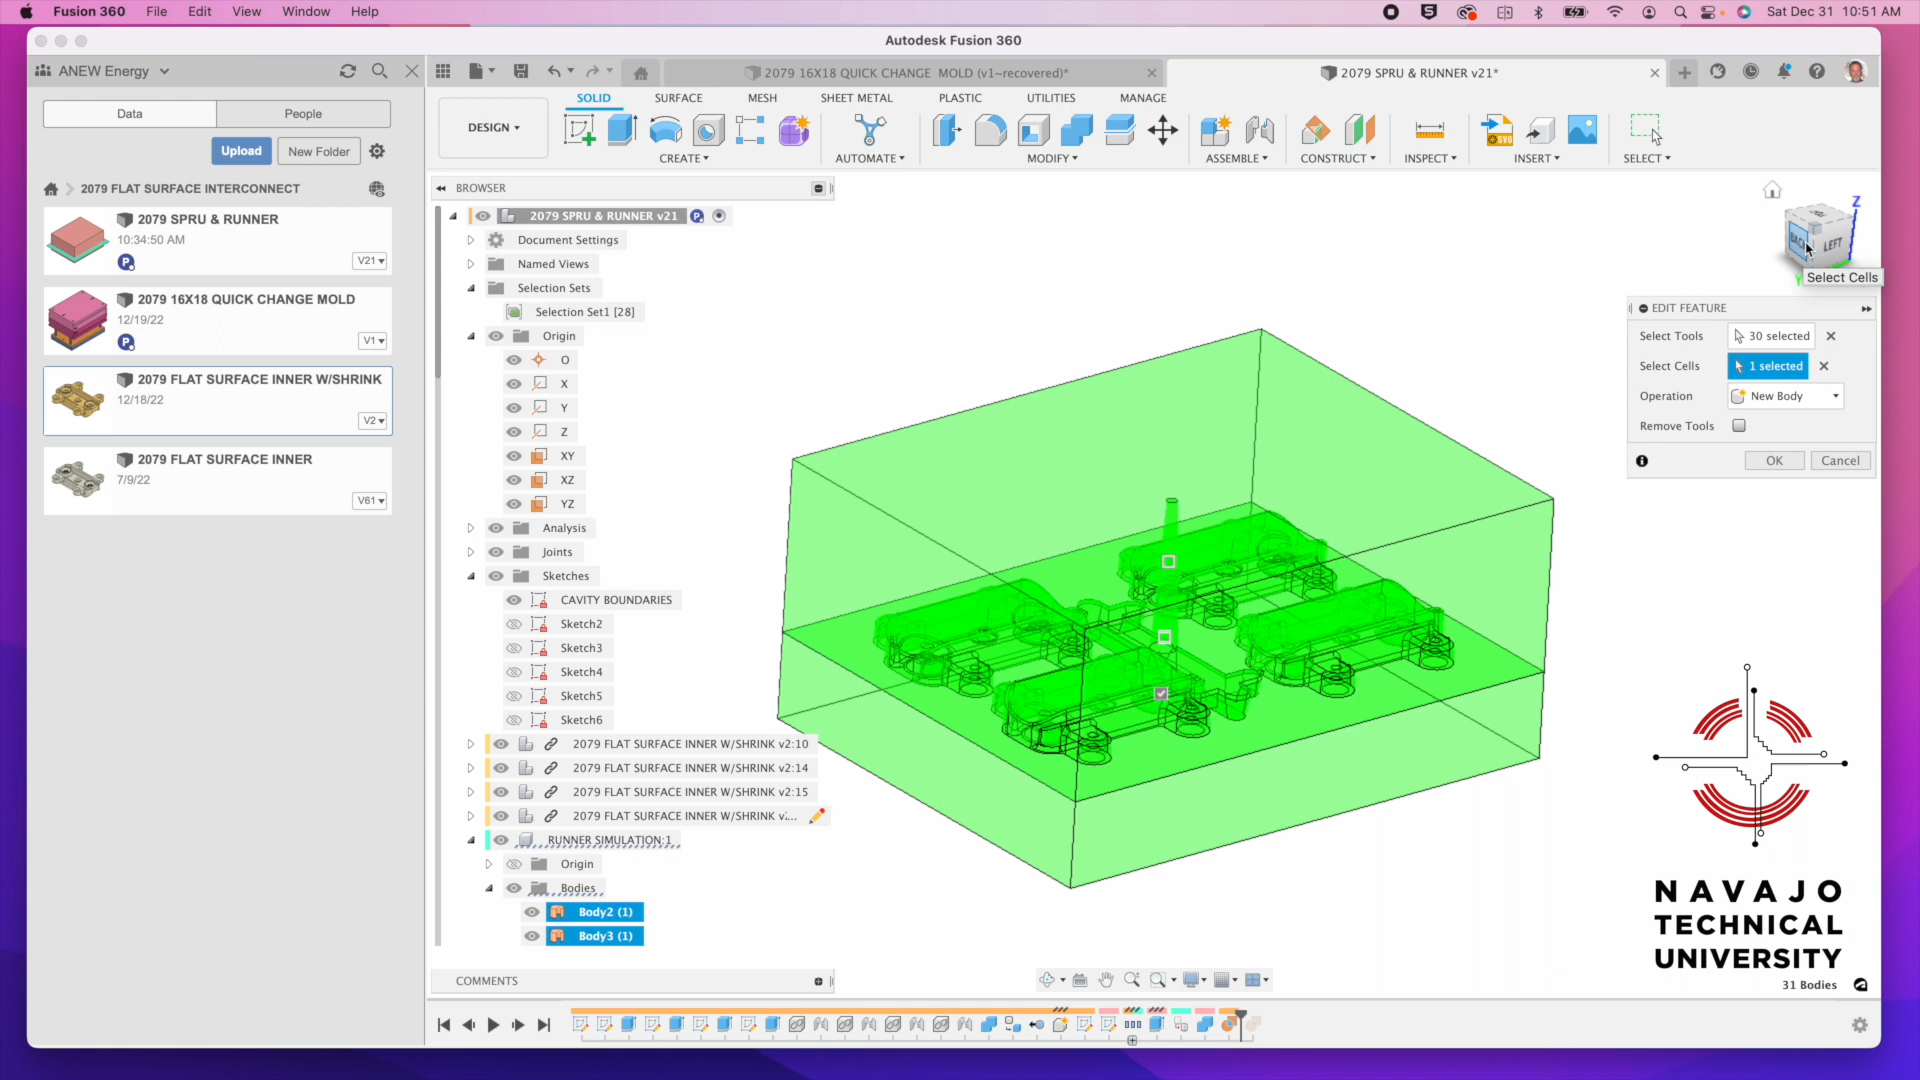 Fusion 360 File Edit View Window Help
Sat Dec 31 10:51 AM
Autodesk Fusion 360
ANEW Energy
2079 16X18 QUICK CHANGE MOLD (v1~recovered)*
2079 SPRU & RUNNER v21*
SOLID SURFACE MESH SHEET METAL PLASTIC UTILITIES MANAGE
Data People
DESIGN
Upload New Folder
CREATE AUTOMATE MODIFY ASSEMBLE CONSTRUCT INSPECT INSERT SELECT
SVG
2079 FLAT SURFACE INTERCONNECT
2079 SPRU & RUNNER
10:34:50 AM
P
V21
2079 16X18 QUICK CHANGE MOLD
12/19/22
P
V1
2079 FLAT SURFACE INNER W/SHRINK
12/18/22
V2
2079 FLAT SURFACE INNER
7/9/22
V61
BROWSER
2079 SPRU & RUNNER v21 P
Document Settings
Named Views
Selection Sets
Selection Set1 [28]
Origin
O
X
Y
Z
XY
XZ
YZ
Analysis
Joints
Sketches
CAVITY BOUNDARIES
Sketch2
Sketch3
Sketch4
Sketch5
Sketch6
2079 FLAT SURFACE INNER W/SHRINK v2:10
2079 FLAT SURFACE INNER W/SHRINK v2:14
2079 FLAT SURFACE INNER W/SHRINK v2:15
2079 FLAT SURFACE INNER W/SHRINK v...
RUNNER SIMULATION:1
Origin
Bodies
Body2 (1)
Body3 (1)
COMMENTS
Z
BACK LEFT
Y
Select Cells
EDIT FEATURE
Select Tools 30 selected
Select Cells 1 selected
Operation New Body
Remove Tools
OK Cancel
NAVAJO
TECHNICAL
UNIVERSITY
31 Bodies